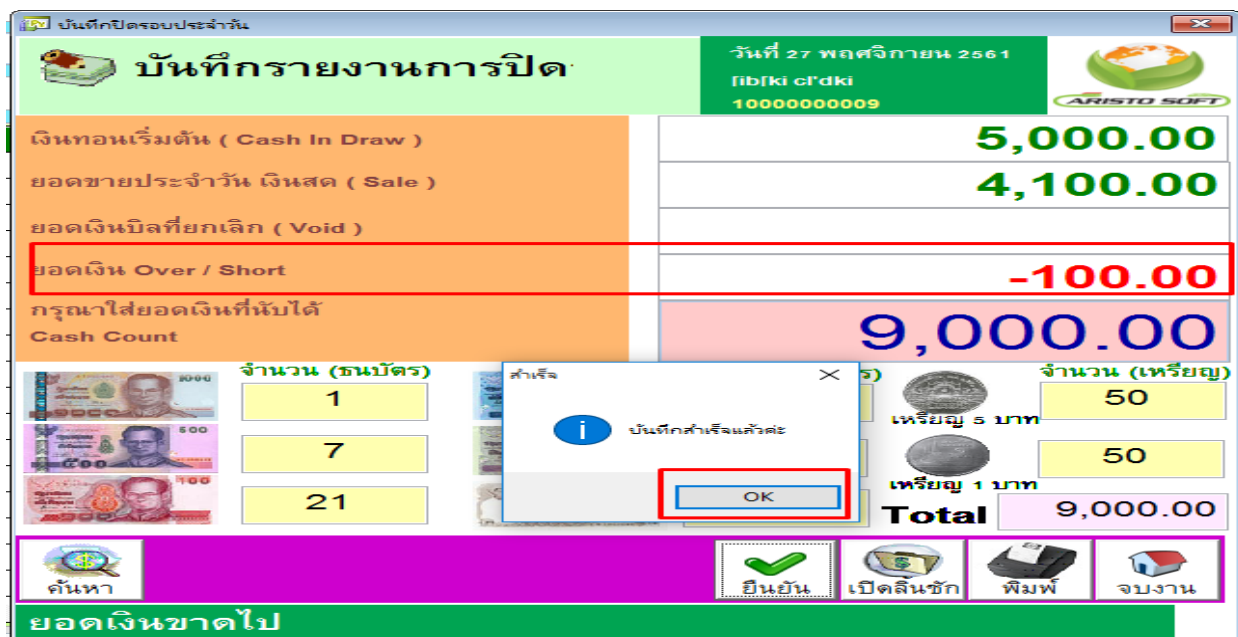 บันทึกปิดรอบประจำวัน
บันทึกรายงานการปิด
วันที่ 27 พฤศจิกายน 2561
[ib[ki cl'dki
10000000009
ARISTO SOFT
เงินทอนเริ่มต้น ( Cash In Draw )
5,000.00
ยอดขายประจำวัน เงินสด ( Sale )
4,100.00
ยอดเงินบิลที่ยกเลิก ( Void )
ยอดเงิน Over / Short
-100.00
กรุณาใส่ยอดเงินที่นับได้
Cash Count
9,000.00
จำนวน (ธนบัตร)
จำนวน (เหรียญ)
1000
1
500
7
100
21
สำเร็จ
บันทึกสำเร็จแล้วค่ะ
OK
50
เหรียญ 5 บาท
50
เหรียญ 1 บาท
Total
9,000.00
ค้นหา
ยืนยัน
เปิดลิ้นชัก
พิมพ์
จบงาน
ยอดเงินขาดไป